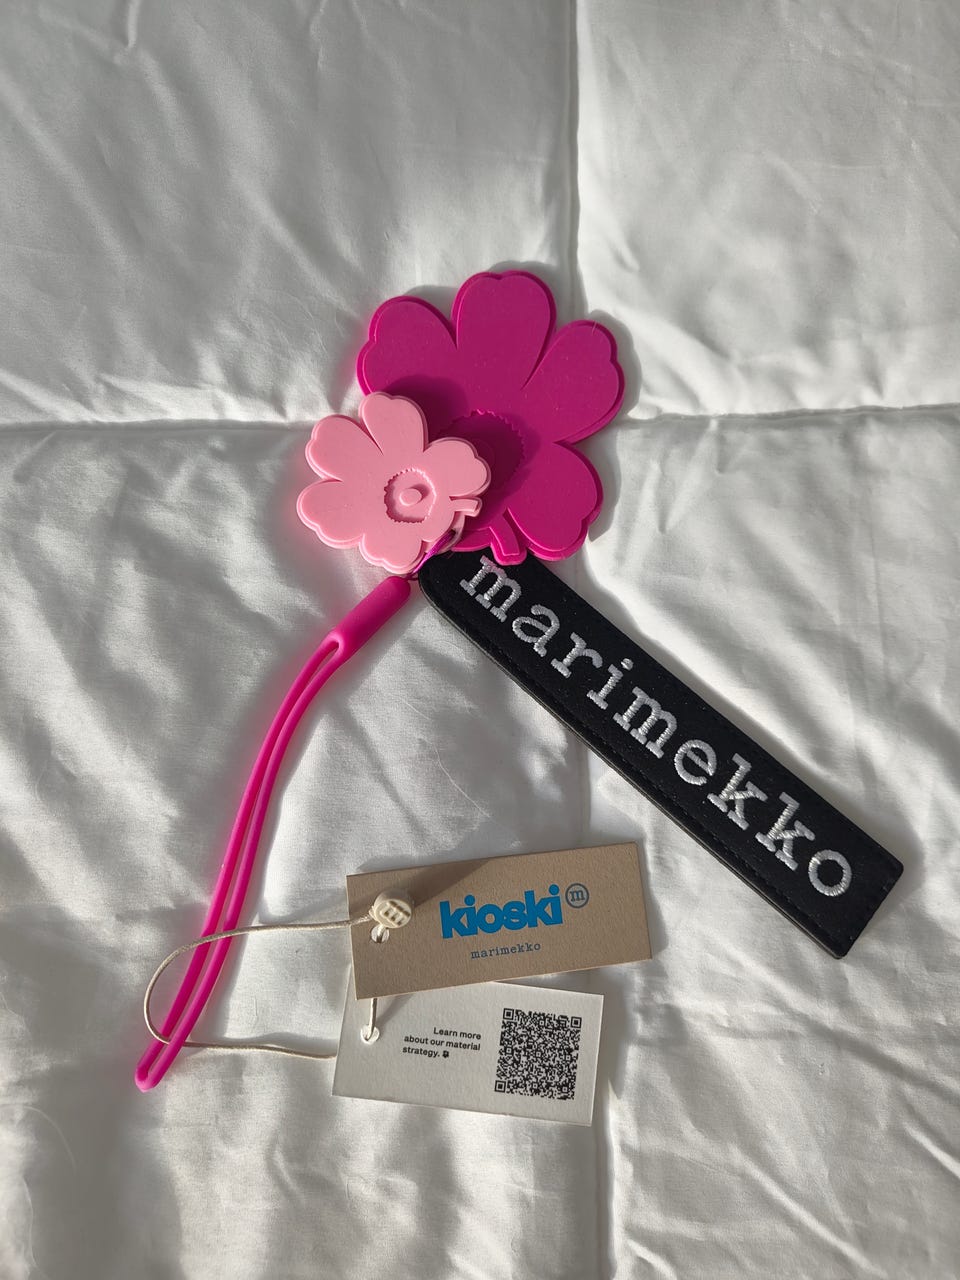 marimekko
kioski m
marimekko
Learn more
about our material
strategy.